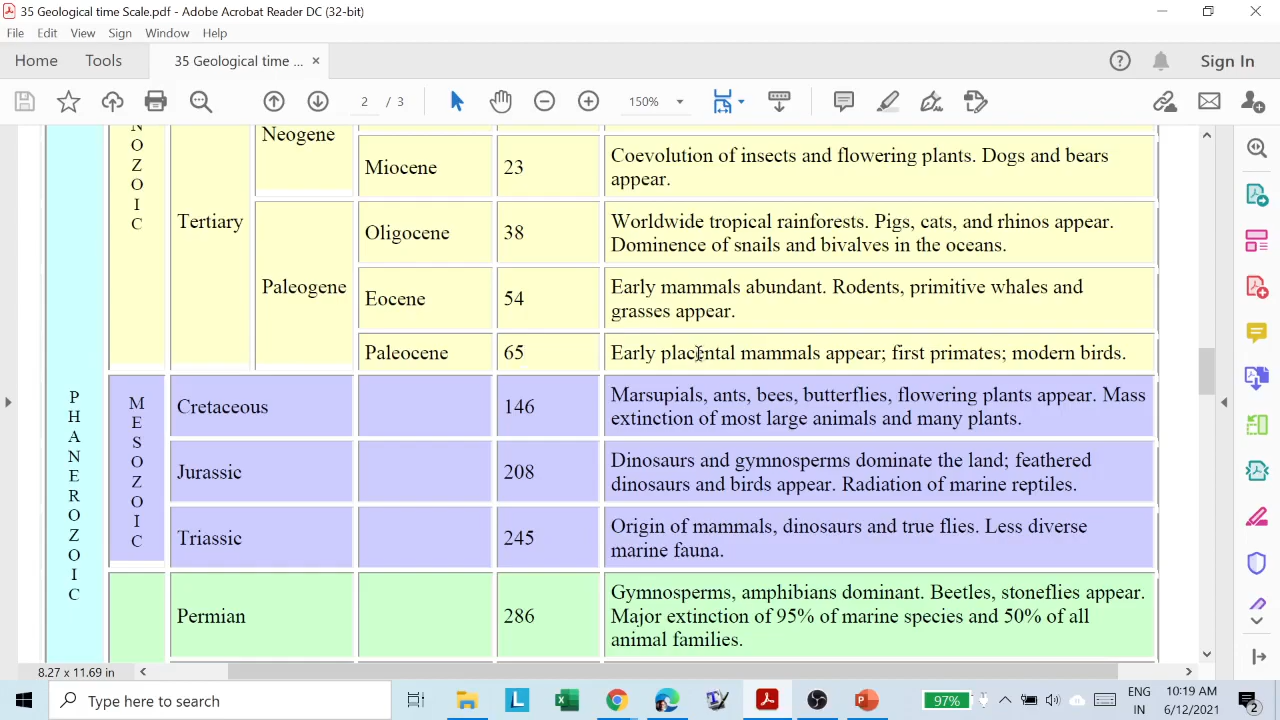 35 Geological time Scale.pdf - Adobe Acrobat Reader DC (32-bit)
File Edit View Sign Window Help
Home Tools 35 Geological time ... × Sign In
2 / 3 150%
N
O
Z
O
I
C
Neogene
Tertiary
Miocene 23 Coevolution of insects and flowering plants. Dogs and bears
appear.
Paleogene
Oligocene 38 Worldwide tropical rainforests. Pigs, cats, and rhinos appear.
Dominence of snails and bivalves in the oceans.
Eocene 54 Early mammals abundant. Rodents, primitive whales and
grasses appear.
Paleocene 65 Early placental mammals appear; first primates; modern birds.
P
H
A
N
E
R
O
Z
O
I
C
M
E
S
O
Z
O
I
C
Cretaceous 146 Marsupials, ants, bees, butterflies, flowering plants appear. Mass
extinction of most large animals and many plants.
Jurassic 208 Dinosaurs and gymnosperms dominate the land; feathered
dinosaurs and birds appear. Radiation of marine reptiles.
Triassic 245 Origin of mammals, dinosaurs and true flies. Less diverse
marine fauna.
Permian 286 Gymnosperms, amphibians dominant. Beetles, stoneflies appear.
Major extinction of 95% of marine species and 50% of all
animal families.
8.27 x 11.69 in
Type here to search
97%
ENG
IN
10:19 AM
6/12/2021
2